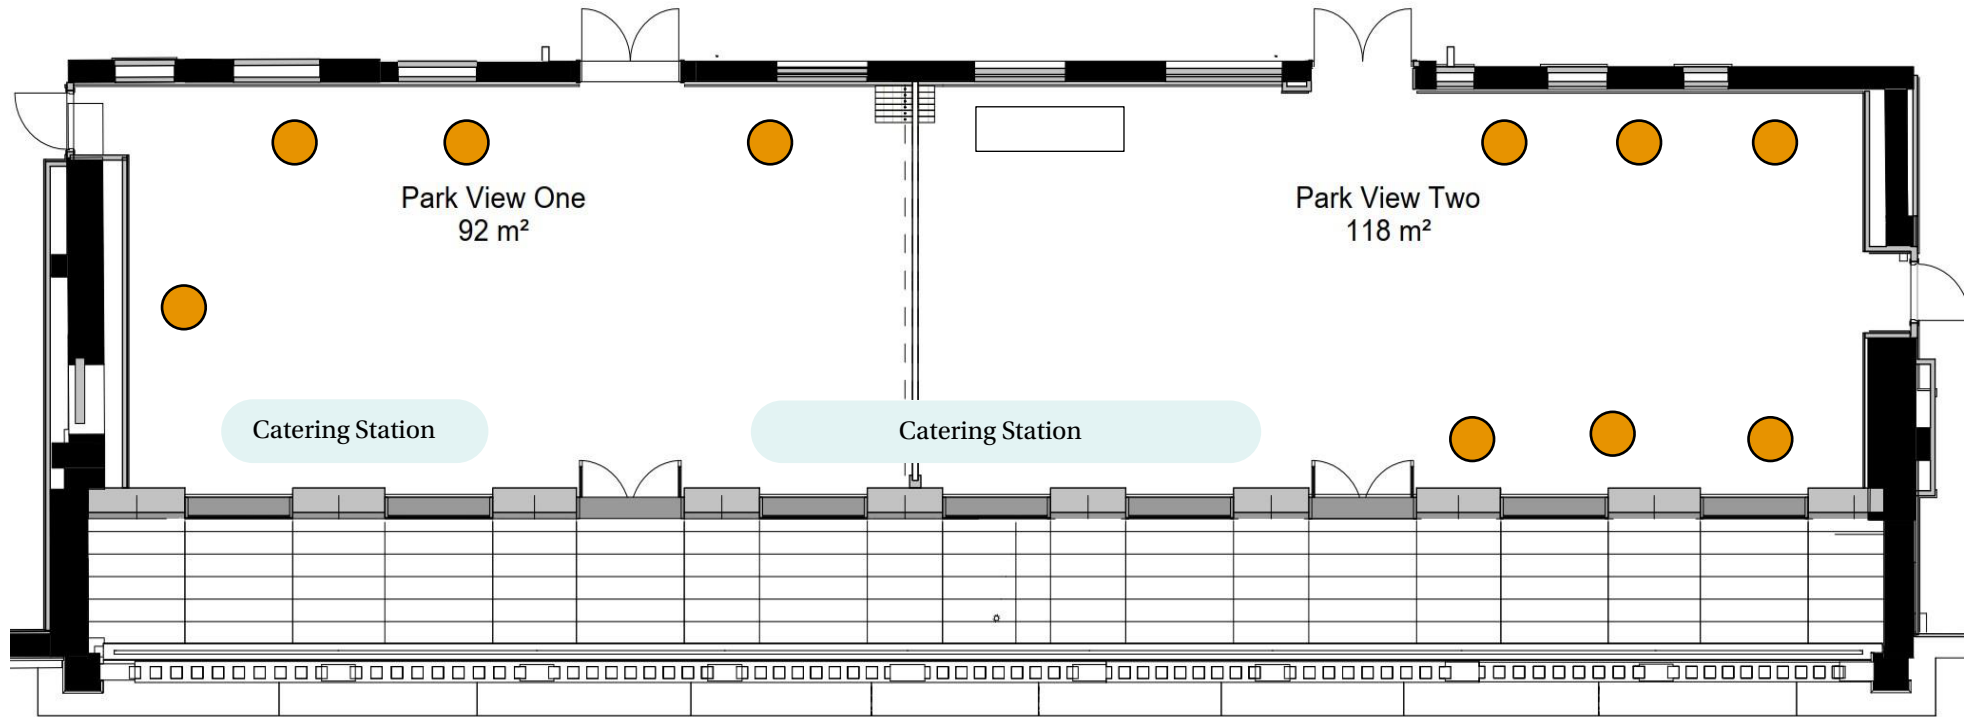 Park View One
92 m²
Park View Two
118 m²
Catering Station
Catering Station